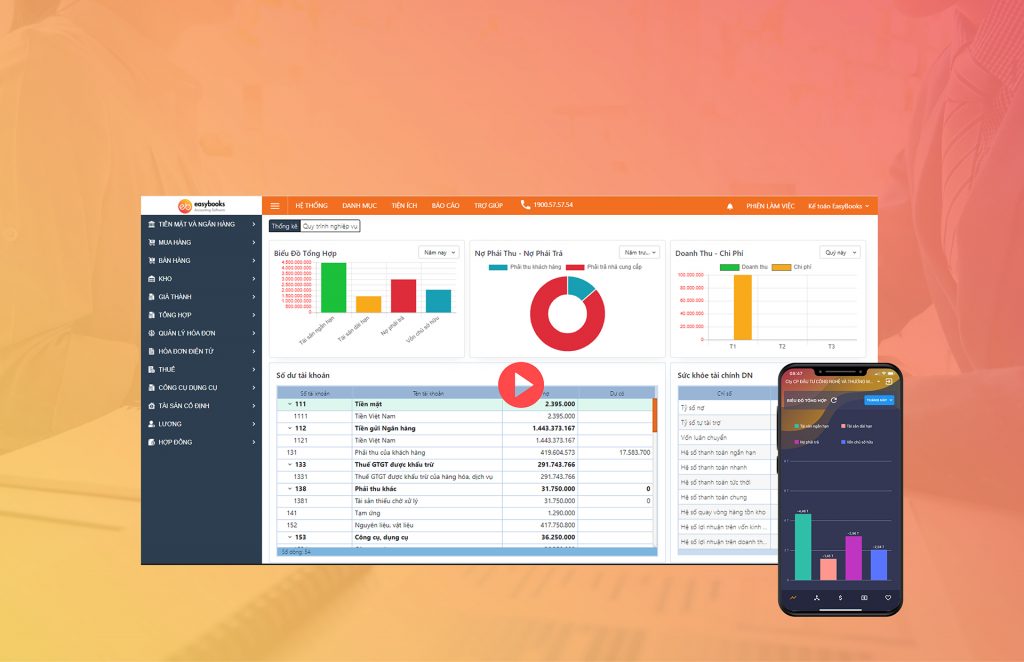 easybooks
Accounting Software
HỆ THỐNG
DANH MỤC
TIỆN ÍCH
BÁO CÁO
TRỢ GIÚP
1900.57.57.54
PHIÊN LÀM VIỆC
Kế toán EasyBooks
TIỀN MẶT VÀ NGÂN HÀNG
MUA HÀNG
BÁN HÀNG
KHO
GIÁ THÀNH
TỔNG HỢP
QUẢN LÝ HÓA ĐƠN
HÓA ĐƠN ĐIỆN TỬ
THUẾ
CÔNG CỤ DỤNG CỤ
TÀI SẢN CỐ ĐỊNH
LƯƠNG
HỢP ĐỒNG
Thống kê
Quy trình nghiệp vụ
Biểu Đồ Tổng Hợp
Năm nay
4.500.000.000
4.000.000.000
3.500.000.000
3.000.000.000
2.500.000.000
2.000.000.000
1.500.000.000
1.000.000.000
500.000.000
0
Tài sản ngắn hạn
Tài sản dài hạn
Nợ phải trả
Vốn chủ sở hữu
Nợ Phải Thu - Nợ Phải Trả
Năm trư...
Phải thu khách hàng
Phải trả nhà cung cấp
Doanh Thu - Chi Phí
Quý này
Doanh thu
Chi phí
100.000.000
80.000.000
60.000.000
40.000.000
20.000.000
0
T1
T2
T3
Số dư tài khoản
Số tài khoản
Tên tài khoản
Dư có
111 Tiền mặt 2.395.000
1111 Tiền Việt Nam 2.395.000
112 Tiền gửi Ngân hàng 1.443.373.167
1121 Tiền Việt Nam 1.443.373.167
131 Phải thu của khách hàng 419.604.573 17.583.700
133 Thuế GTGT được khấu trừ 291.743.766
1331 Thuế GTGT được khấu trừ của hàng hóa, dịch vụ 291.743.766
138 Phải thu khác 31.750.000 0
1381 Tài sản thiếu chờ xử lý 31.750.000 0
141 Tạm ứng 1.290.000
152 Nguyên liệu, vật liệu 417.750.800
153 Công cụ, dụng cụ 36.250.000
Số dòng: 54
Sức khỏe tài chính DN
Chỉ số
Tỷ số nợ
Tỷ số tự tài trợ
Vốn luân chuyển
Hệ số thanh toán ngắn hạn
Hệ số thanh toán nhanh
Hệ số thanh toán tức thời
Hệ số thanh toán chung
Hệ số quay vòng hàng tồn kho
Hệ số lợi nhuận trên vốn kinh ...
Hệ số lợi nhuận trên doanh th...
08:47
Cty CP ĐẦU TƯ CÔNG NGHỆ VÀ THƯƠNG M...
BIỂU ĐỒ TỔNG HỢP
THÁNG NÀY
Tài sản ngắn hạn
Tài sản dài hạn
Nợ phải trả
Vốn chủ sở hữu